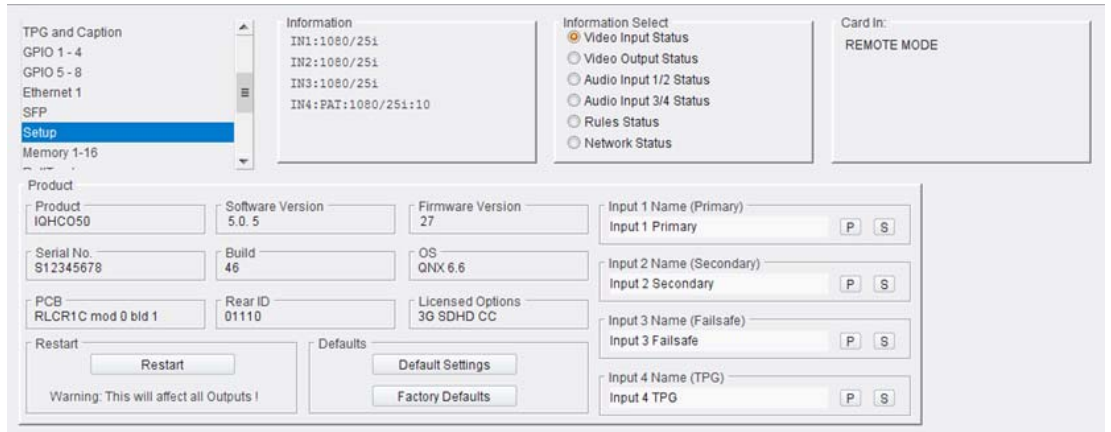 TPG and Caption
GPIO 1 - 4
GPIO 5 - 8
Ethernet 1
SFP
Setup
Memory 1-16
Information
IN1:1080/25i
IN2:1080/25i
IN3:1080/25i
IN4:PAT:1080/25i:10
Information Select
Video Input Status
Video Output Status
Audio Input 1/2 Status
Audio Input 3/4 Status
Rules Status
Network Status
Card In:
REMOTE MODE
Product
Product
IQHCO50
Software Version
5.0. 5
Firmware Version
27
Serial No.
S12345678
Build
46
OS
QNX 6.6
PCB
RLCR1C mod 0 bld 1
Rear ID
01110
Licensed Options
3G SDHD CC
Restart
Restart
Warning: This will affect all Outputs !
Defaults
Default Settings
Factory Defaults
Input 1 Name (Primary)
Input 1 Primary P S
Input 2 Name (Secondary)
Input 2 Secondary P S
Input 3 Name (Failsafe)
Input 3 Failsafe P S
Input 4 Name (TPG)
Input 4 TPG P S